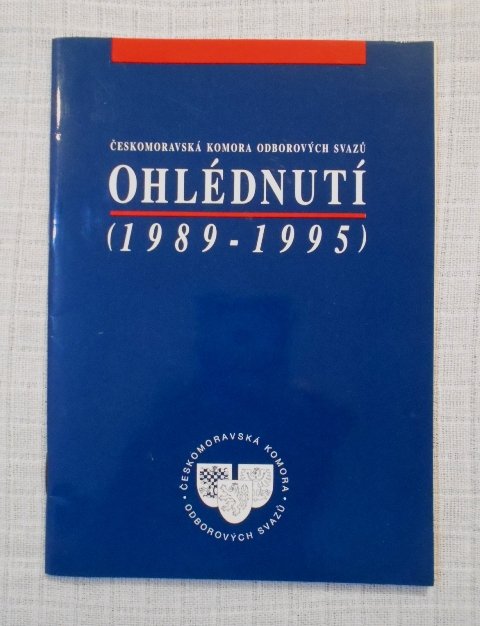 ČESKOMORAVSKÁ KOMORA ODBOROVÝCH SVAZŮ
OHLÉDNUTÍ
(1989 - 1995)
ČESKOMORAVSKÁ KOMORA
• ODBOROVÝCH SVAZŮ •